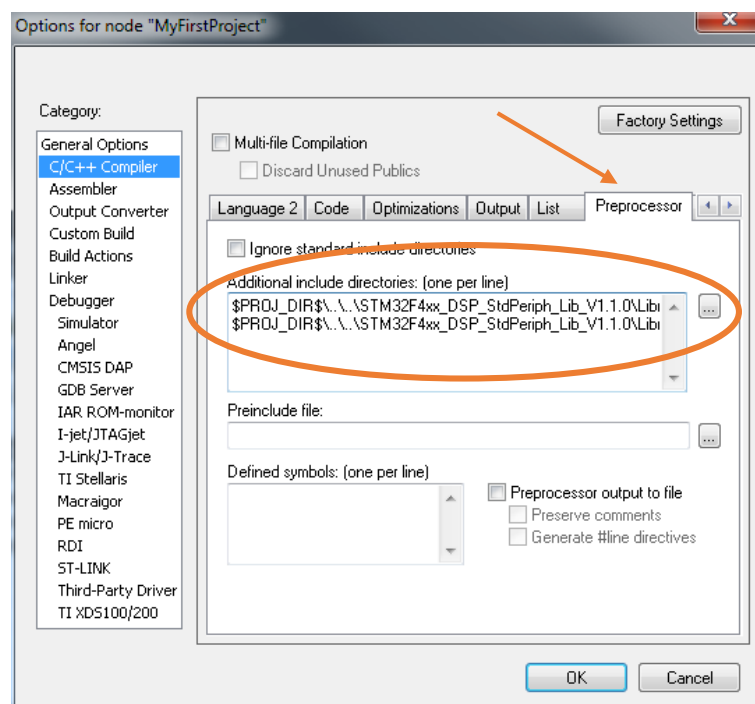 Options for node "MyFirstProject"
Category:
General Options
C/C++ Compiler
Assembler
Output Converter
Custom Build
Build Actions
Linker
Debugger
Simulator
Angel
CMSIS DAP
GDB Server
IAR ROM-monitor
I-jet/JTAGjet
J-Link/J-Trace
TI Stellaris
Macraigor
PE micro
RDI
ST-LINK
Third-Party Driver
TI XDS100/200
Factory Settings
Multi-file Compilation
Discard Unused Publics
Language 2 Code Optimizations Output List Preprocessor
Ignore standard include directories
Additional include directories: (one per line)
$PROJ_DIR$\..\..\STM32F4xx_DSP_StdPeriph_Lib_V1.1.0\Libr
$PROJ_DIR$\..\..\STM32F4xx_DSP_StdPeriph_Lib_V1.1.0\Libr
...
Preinclude file:
...
Defined symbols: (one per line)
Preprocessor output to file
Preserve comments
Generate #line directives
OK Cancel